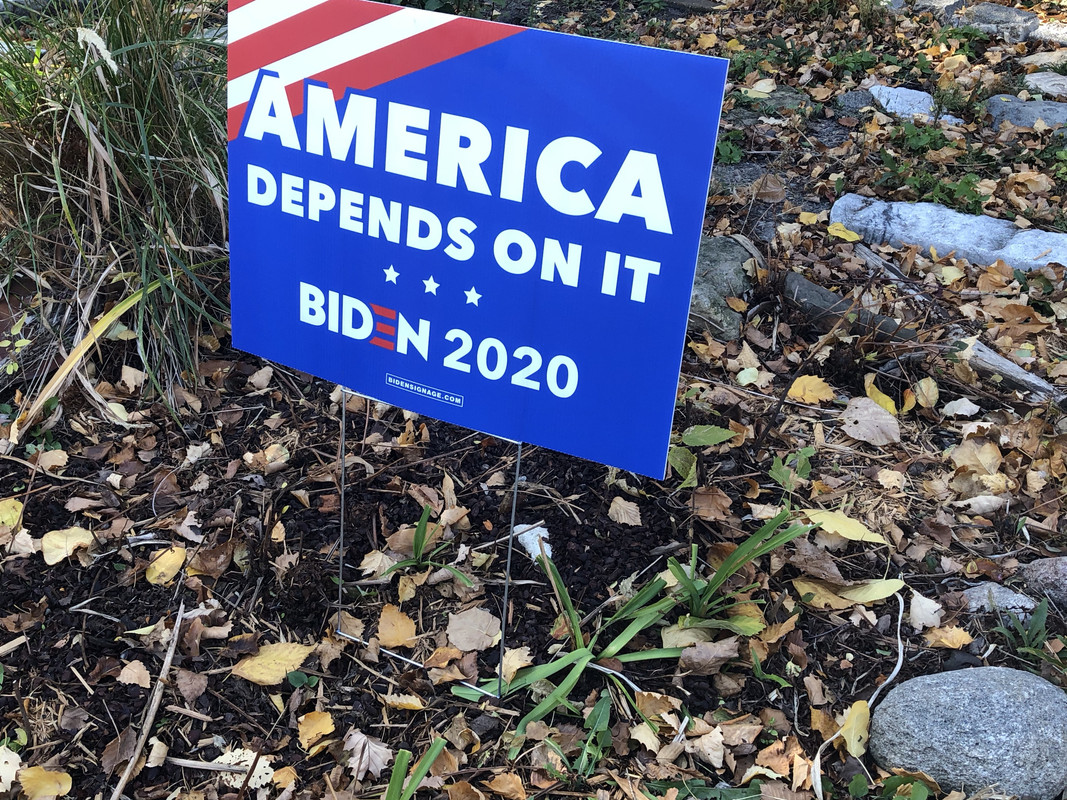 AMERICA
DEPENDS ON IT
BIDEN 2020
BIDENSIGNAGE.COM